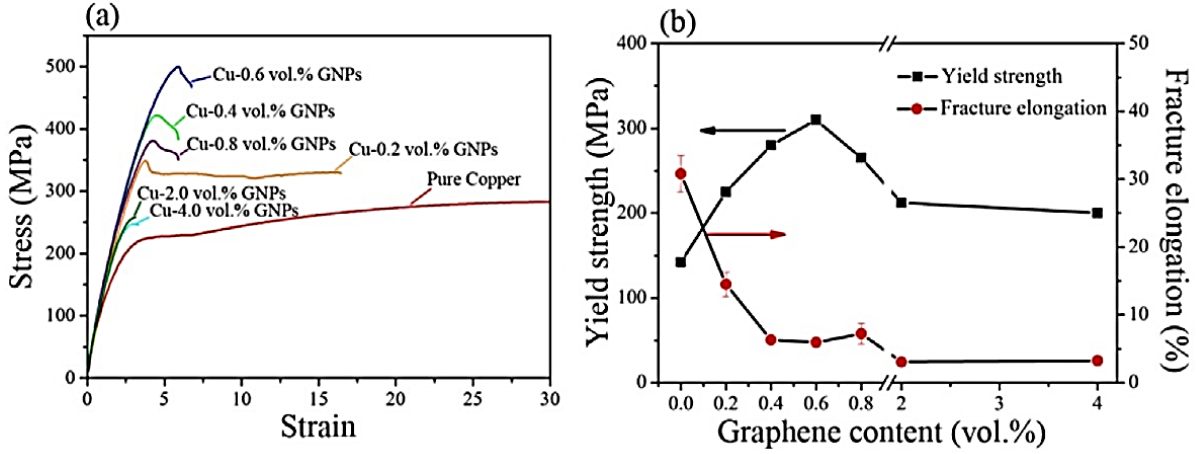 (a)
Stress (MPa)
500
400
300
200
100
0
Cu-0.6 vol.% GNPs
Cu-0.4 vol.% GNPs
Cu-0.8 vol.% GNPs
Cu-0.2 vol.% GNPs
Pure Copper
Cu-2.0 vol.% GNPs
Cu-4.0 vol.% GNPs
0 5 10 15 20 25 30
Strain
(b)
Yield strength (MPa)
400
300
200
100
0
Yield strength
Fracture elongation
50
40
30
20
10
0
Fracture elongation (%)
0.0 0.2 0.4 0.6 0.8 2 3 4
Graphene content (vol.%)